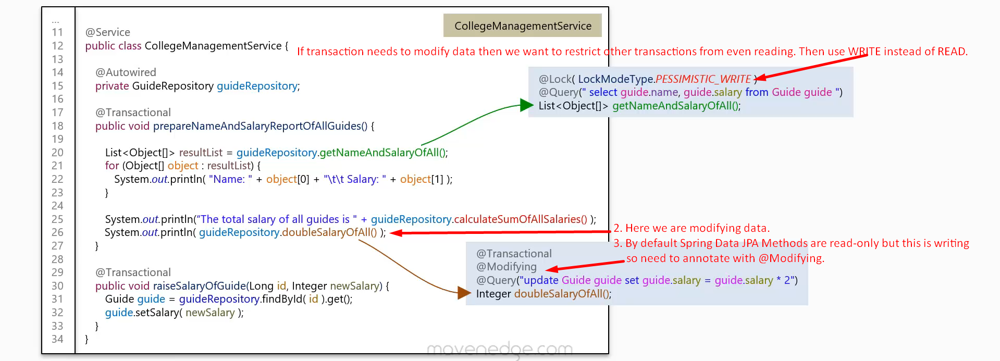 ...
CollegeManagementService
11 @Service
12 public class CollegeManagementService {
If transaction needs to modify data then we want to restrict other transactions from even reading. Then use WRITE instead of READ.
13
14 @Autowired
15 private GuideRepository guideRepository;
@Lock( LockModeType.PESSIMISTIC_WRITE )
@Query(" select guide.name, guide.salary from Guide guide ")
List<Object[]> getNameAndSalaryOfAll();
16
17 @Transactional
18 public void prepareNameAndSalaryReportOfAllGuides() {
19
20 List<Object[]> resultList = guideRepository.getNameAndSalaryOfAll();
21 for (Object[] object : resultList) {
22 System.out.println( "Name: " + object[0] + "\t\t Salary: " + object[1] );
23 }
24
25 System.out.println(“The total salary of all guides is " + guideRepository.calculateSumOfAllSalaries() );
26 System.out.println( guideRepository.doubleSalaryOfAll() );
2. Here we are modifying data.
3. By default Spring Data JPA Methods are read-only but this is writing
so need to annotate with @Modifying.
27 }
@Transactional
@Modifying
@Query("update Guide guide set guide.salary = guide.salary * 2")
Integer doubleSalaryOfAll();
28
29 @Transactional
30 public void raiseSalaryOfGuide(Long id, Integer newSalary) {
31 Guide guide = guideRepository.findById( id ).get();
32 guide.setSalary( newSalary );
33 }
34 }
movenedge.com